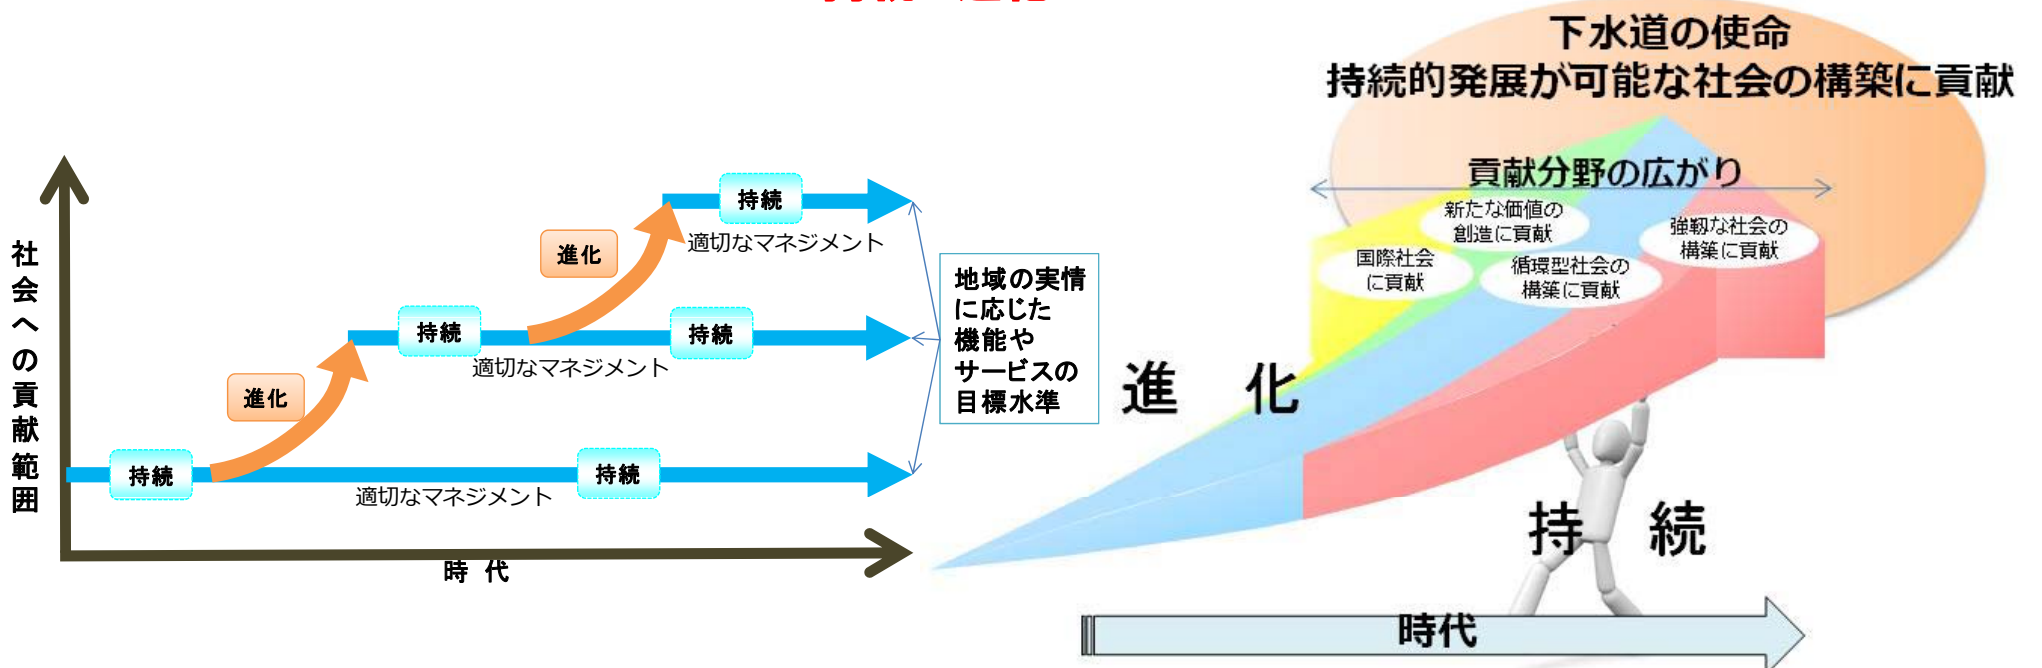 社会への貢献範囲
持続
進化
適切なマネジメント
持続
持続
進化
適切なマネジメント
持続
持続
適切なマネジメント
時 代
地域の実情
に応じた
機能や
サービスの
目標水準
下水道の使命
持続的発展が可能な社会の構築に貢献
貢献分野の広がり
新たな価値の
創造に貢献
強靱な社会の
構築に貢献
国際社会
に貢献
循環型社会の
構築に貢献
進 化
持 続
時代